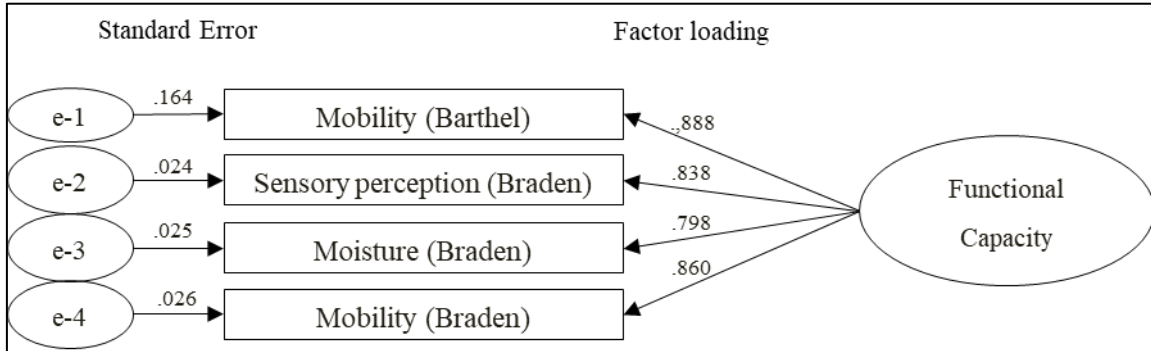 Standard Error
Factor loading
e-1
.164
Mobility (Barthel)
.,888
e-2
.024
Sensory perception (Braden)
.838
Functional
Capacity
e-3
.025
Moisture (Braden)
.798
e-4
.026
Mobility (Braden)
.860